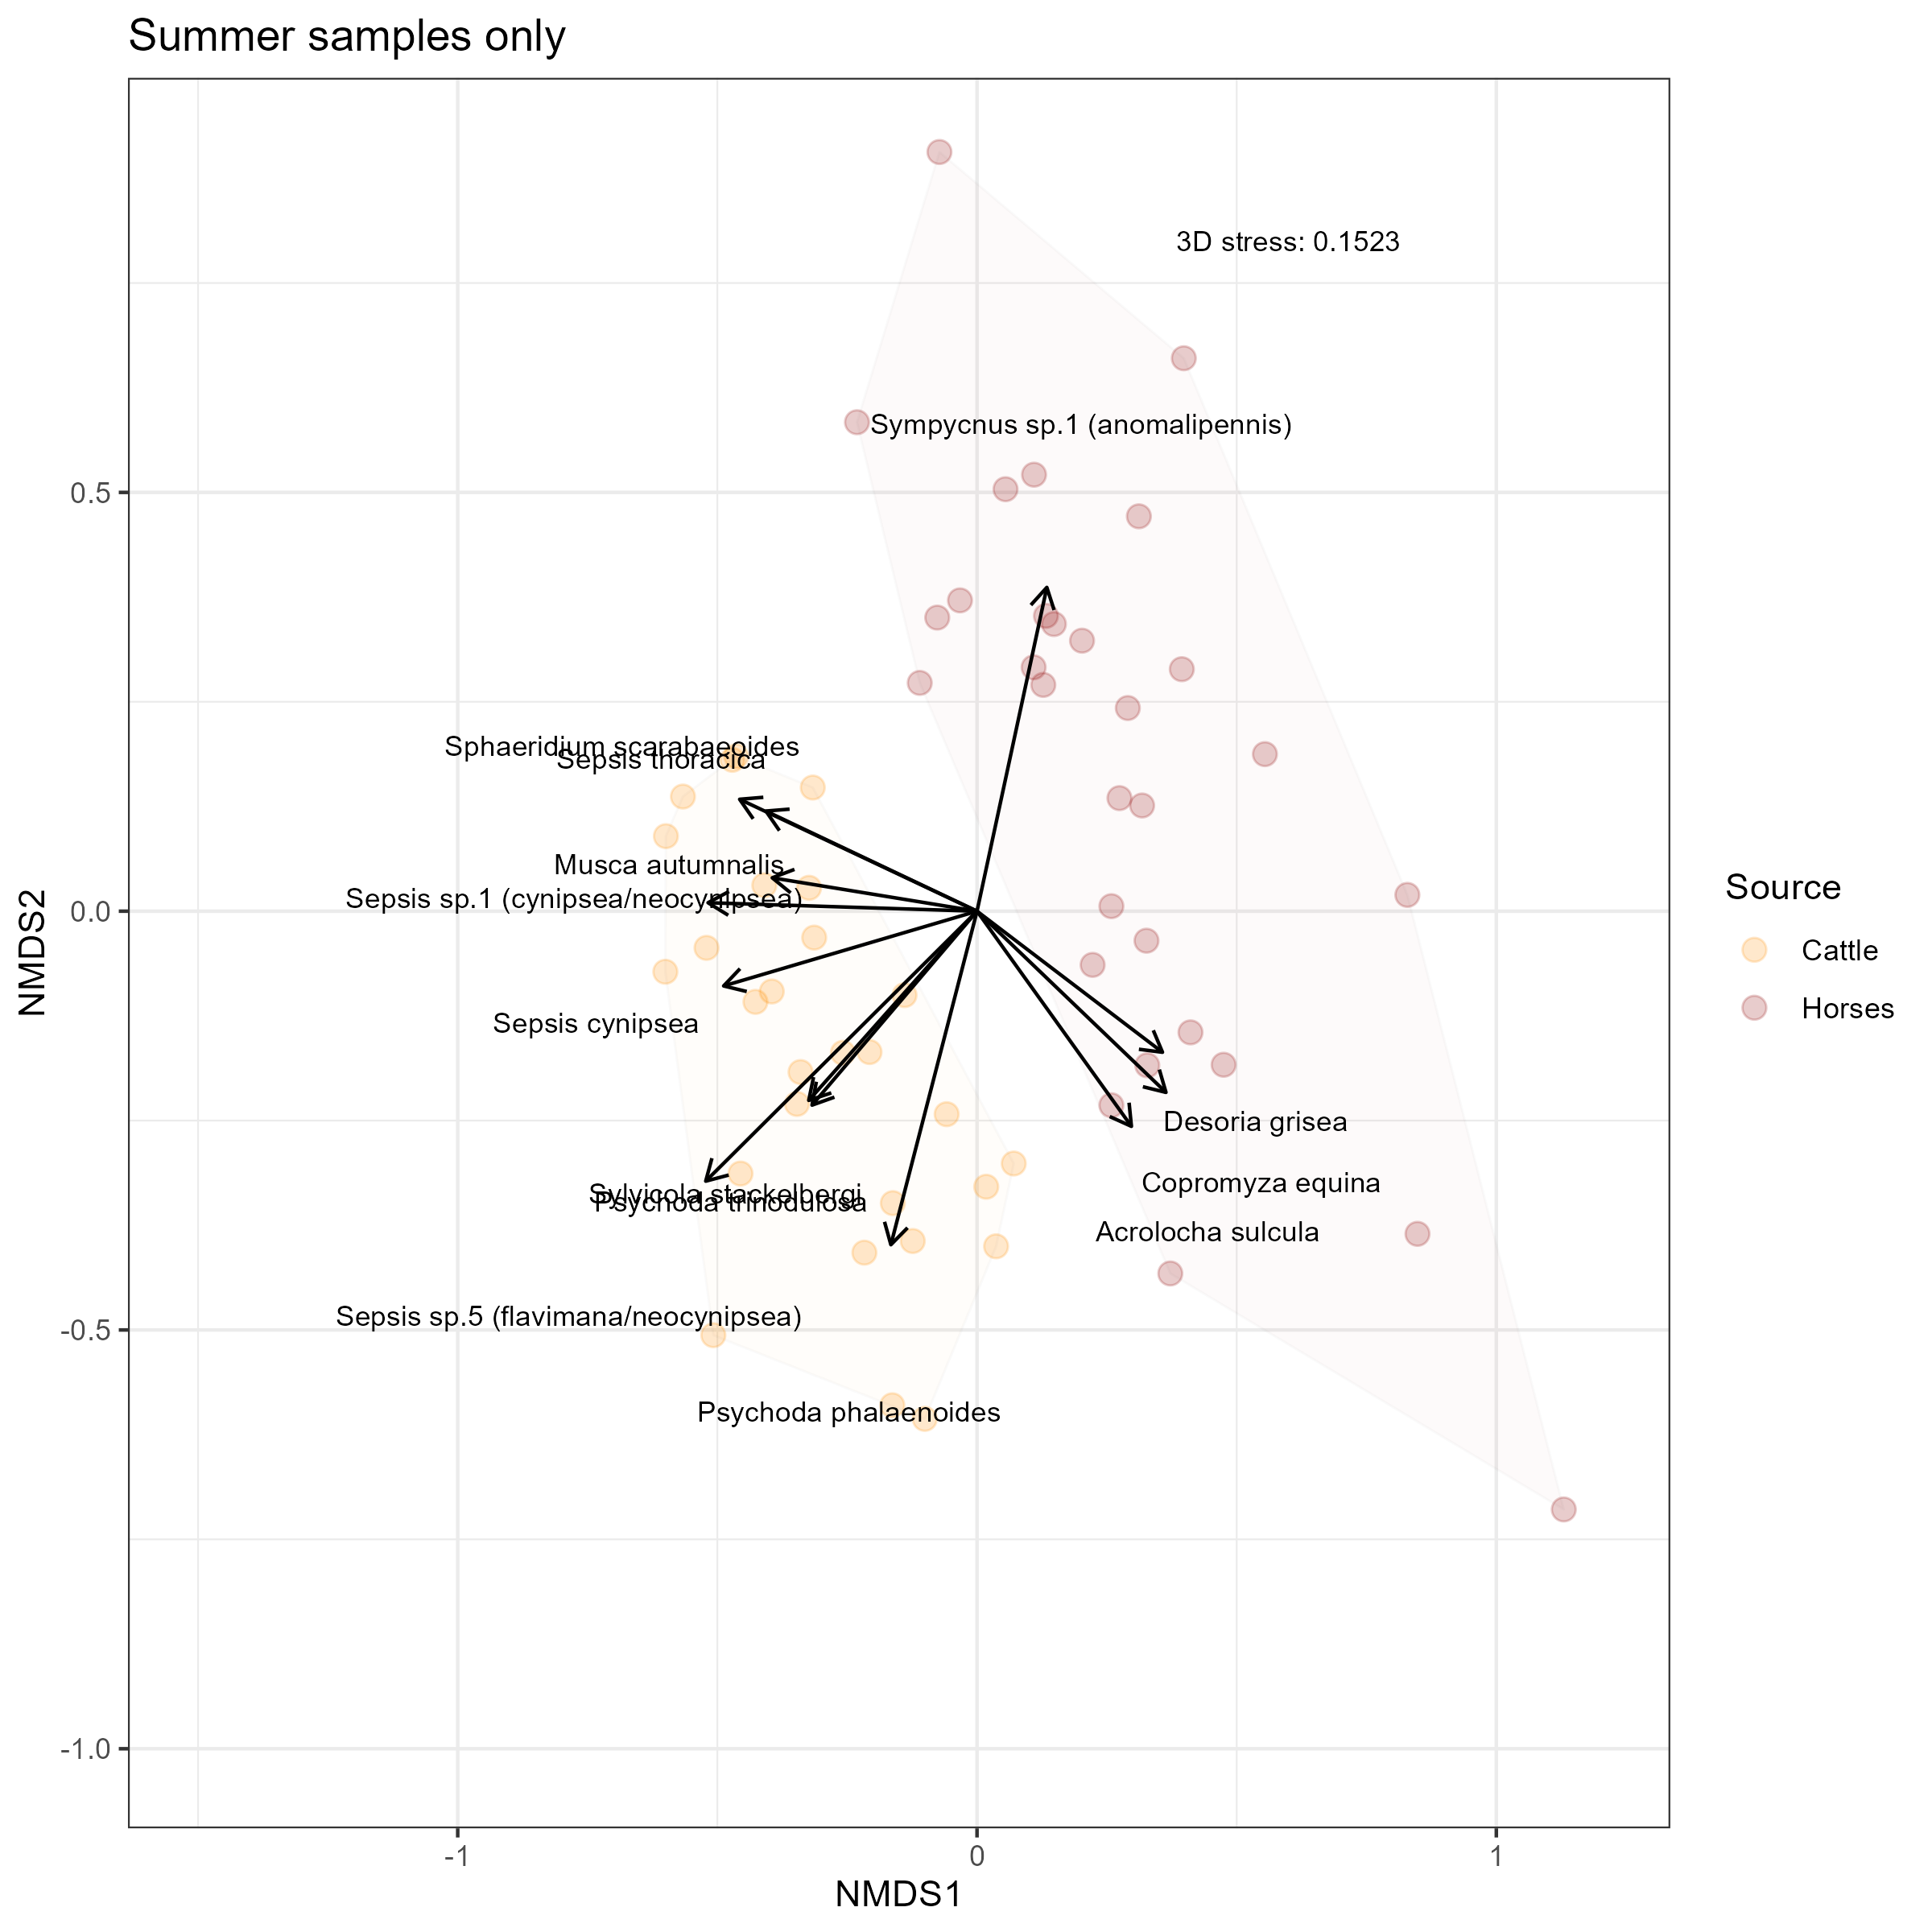 Summer samples only
3D stress: 0.1523
Sympycnus sp.1 (anomalipennis)
0.5
Sphaeridium scarabaeoides
Sepsis thoracica
Musca autumnalis
Sepsis sp.1 (cynipsea/neocynipsea)
0.0
NMDS2
Source
Cattle
Horses
Sepsis cynipsea
Desoria grisea
Copromyza equina
Sylvicola stackelbergi
Psychoda trinodulosa
Acrolocha sulcula
Sepsis sp.5 (flavimana/neocynipsea)
-0.5
Psychoda phalaenoides
-1.0
-1
0
1
NMDS1